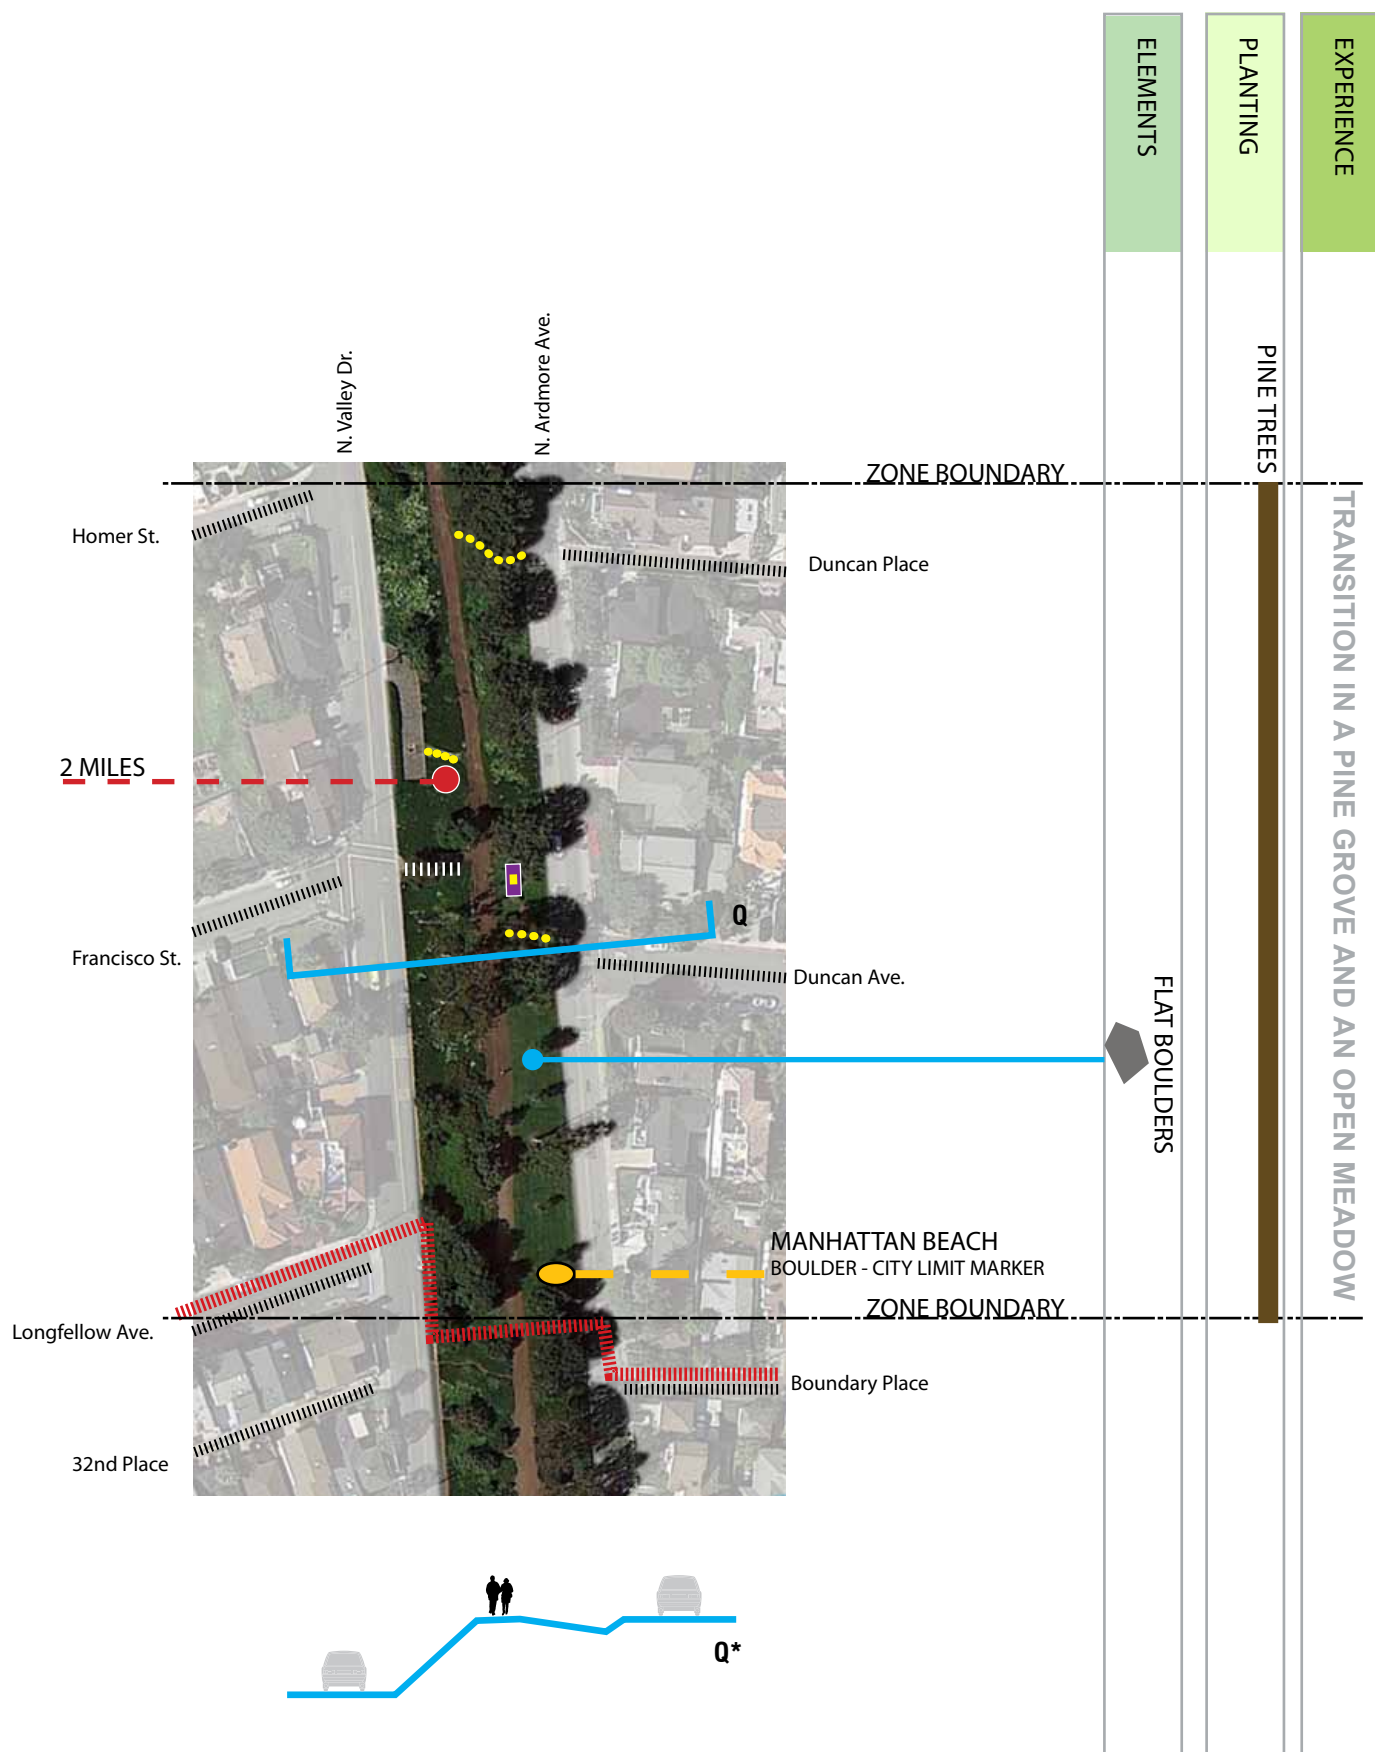 ELEMENTS
PLANTING
EXPERIENCE
N. Valley Dr.
N. Ardmore Ave.
PINE TREES
ZONE BOUNDARY
TRANSITION IN A PINE GROVE AND AN OPEN MEADOW
Homer St.
Duncan Place
2 MILES
Q
Francisco St.
Duncan Ave.
FLAT BOULDERS
MANHATTAN BEACH
BOULDER - CITY LIMIT MARKER
ZONE BOUNDARY
Longfellow Ave.
Boundary Place
32nd Place
Q*